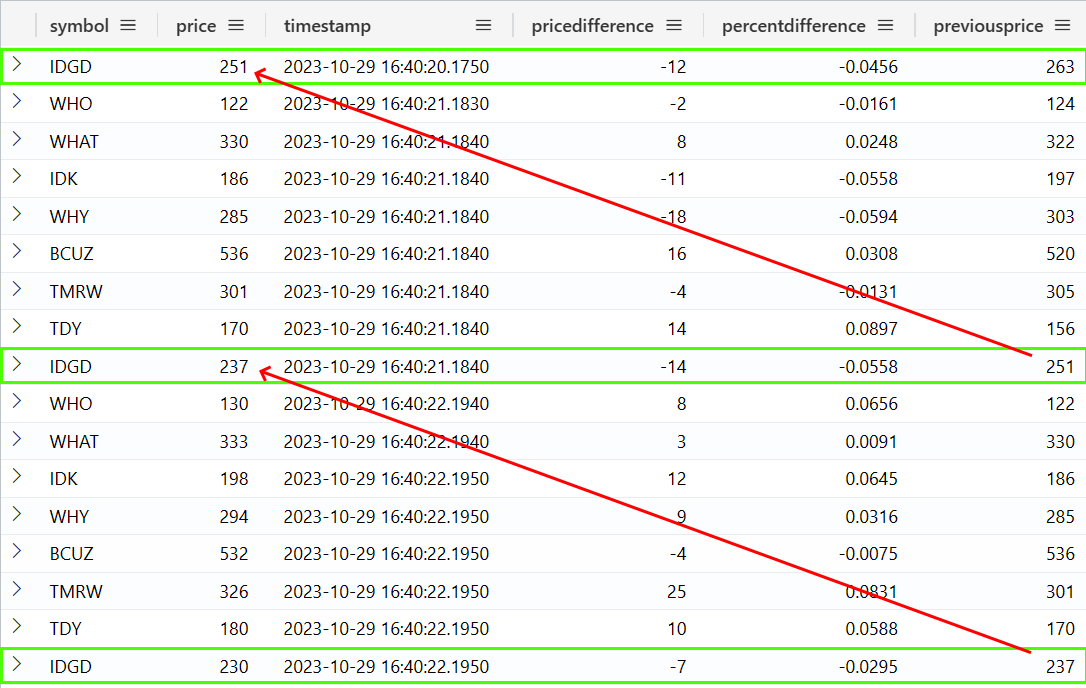 symbol price timestamp pricedifference percentdifference previousprice
IDGD 251 2023-10-29 16:40:20.1750 -12 -0.0456 263
WHO 122 2023-10-29 16:40:21.1830 -2 -0.0161 124
WHAT 330 2023-10-29 16:40:21.1840 8 0.0248 322
IDK 186 2023-10-29 16:40:21.1840 -11 -0.0558 197
WHY 285 2023-10-29 16:40:21.1840 -18 -0.0594 303
BCUZ 536 2023-10-29 16:40:21.1840 16 0.0308 520
TMRW 301 2023-10-29 16:40:21.1840 -4 -0.0131 305
TDY 170 2023-10-29 16:40:21.1840 14 0.0897 156
IDGD 237 2023-10-29 16:40:21.1840 -14 -0.0558 251
WHO 130 2023-10-29 16:40:22.1940 8 0.0656 122
WHAT 333 2023-10-29 16:40:22.1940 3 0.0091 330
IDK 198 2023-10-29 16:40:22.1940 12 0.0645 186
WHY 294 2023-10-29 16:40:22.1950 9 0.0316 285
BCUZ 532 2023-10-29 16:40:22.1950 -4 -0.0075 536
TMRW 326 2023-10-29 16:40:22.1950 25 0.0831 301
TDY 180 2023-10-29 16:40:22.1950 10 0.0588 170
IDGD 230 2023-10-29 16:40:22.1950 -7 -0.0295 237